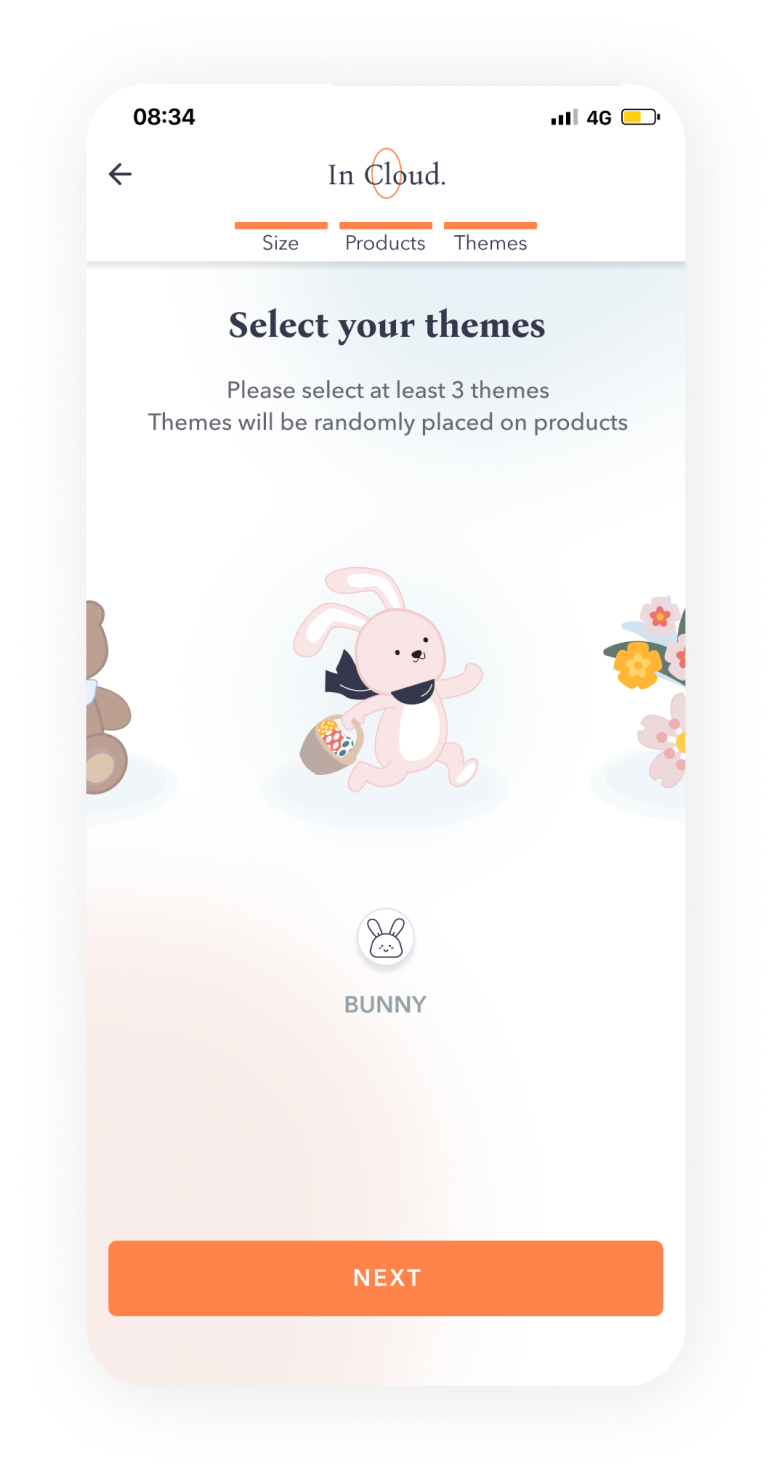 08:34 4G
In Cloud.
Size Products Themes
Select your themes
Please select at least 3 themes
Themes will be randomly placed on products
BUNNY
NEXT